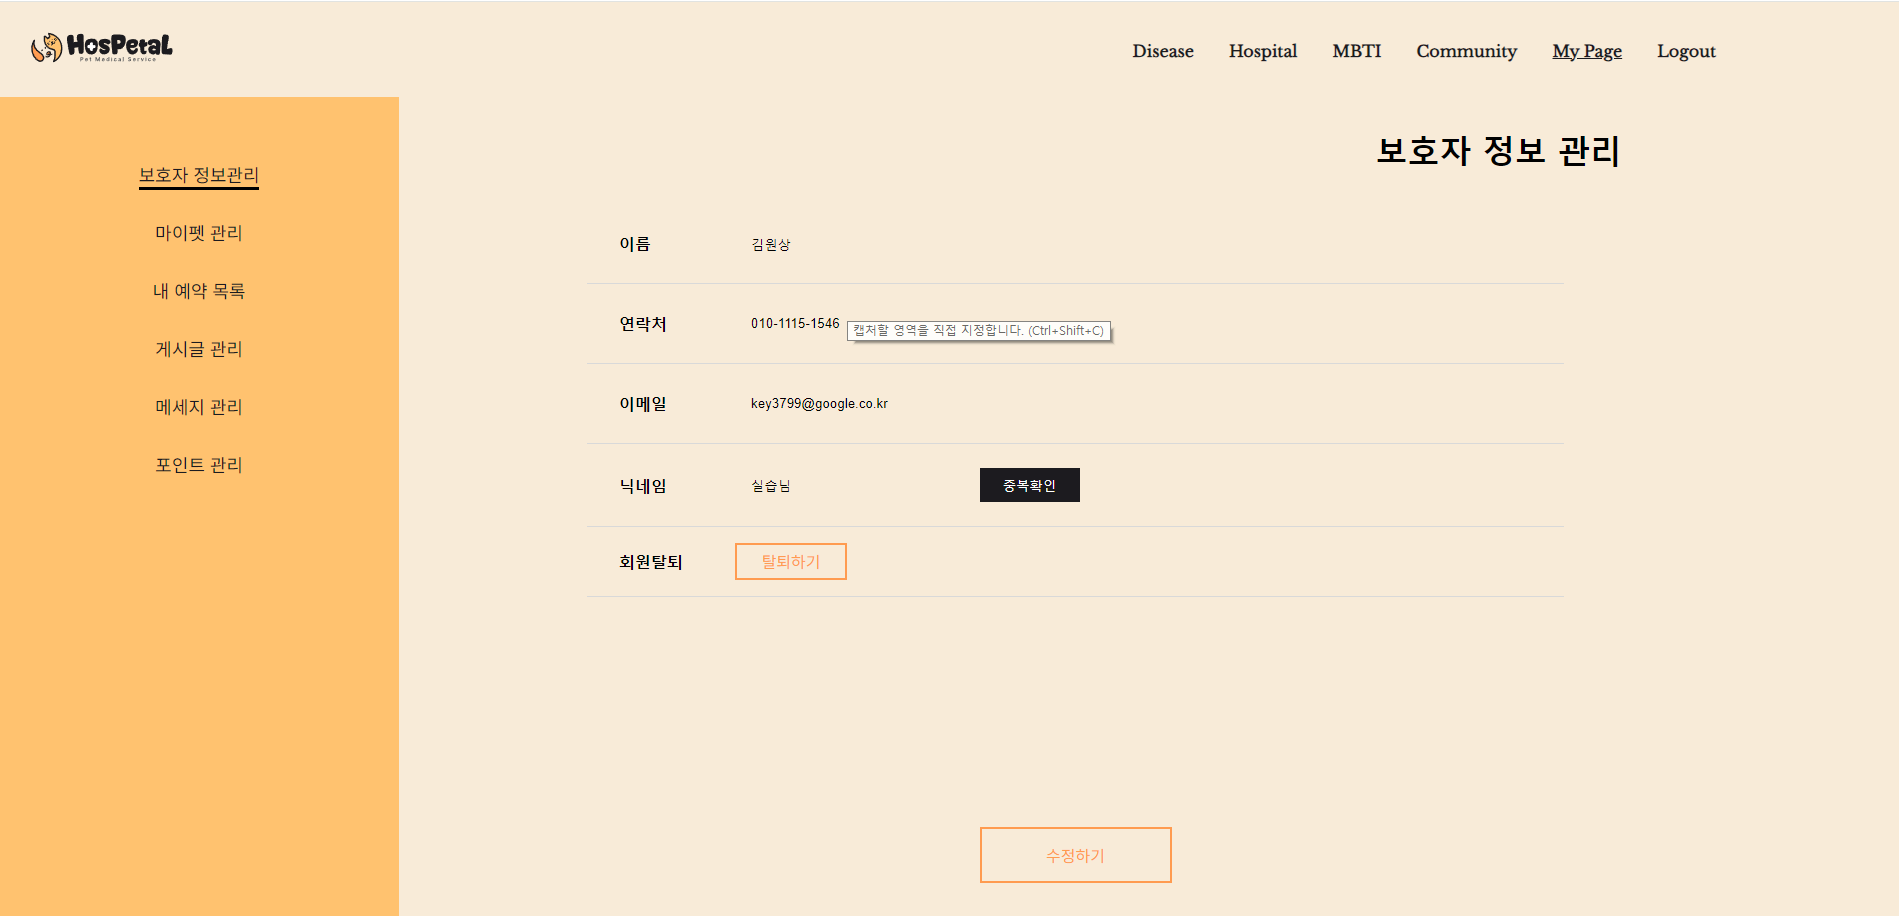 HosPetaL
Pet Medical Service
Disease Hospital MBTI Community My Page Logout
보호자 정보관리
마이펫 관리
내 예약 목록
게시글 관리
메세지 관리
포인트 관리
보호자 정보 관리
이름 김원상
연락처 010-1115-1546 캡처할 영역을 직접 지정합니다. (Ctrl+Shift+C)
이메일 key3799@google.co.kr
닉네임 실습님 중복확인
회원탈퇴 탈퇴하기
수정하기